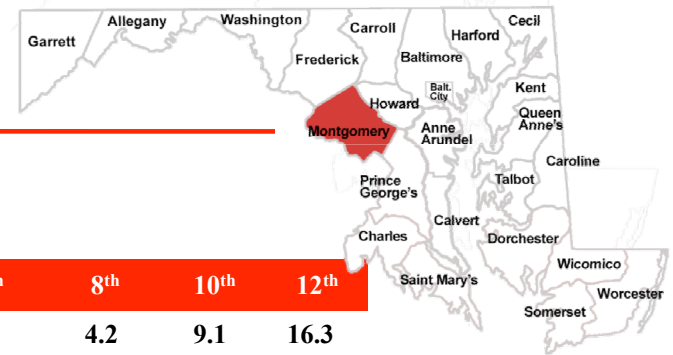 Garrett
Allegany
Washington
Frederick
Carroll
Baltimore
Harford
Cecil
Balt.
City
Howard
Montgomery
Anne
Arundel
Kent
Queen
Anne's
Caroline
Talbot
Prince
George's
Calvert
Charles
Dorchester
Saint Mary's
Wicomico
Somerset
Worcester
8th 10th 12th
4.2 9.1 16.3